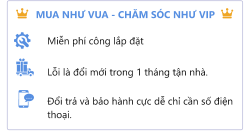 MUA NHƯ VUA - CHĂM SÓC NHƯ VIP
Miễn phí công lắp đặt
Lỗi là đổi mới trong 1 tháng tận nhà.
Đổi trả và bảo hành cực dễ chỉ cần số điện
thoại.